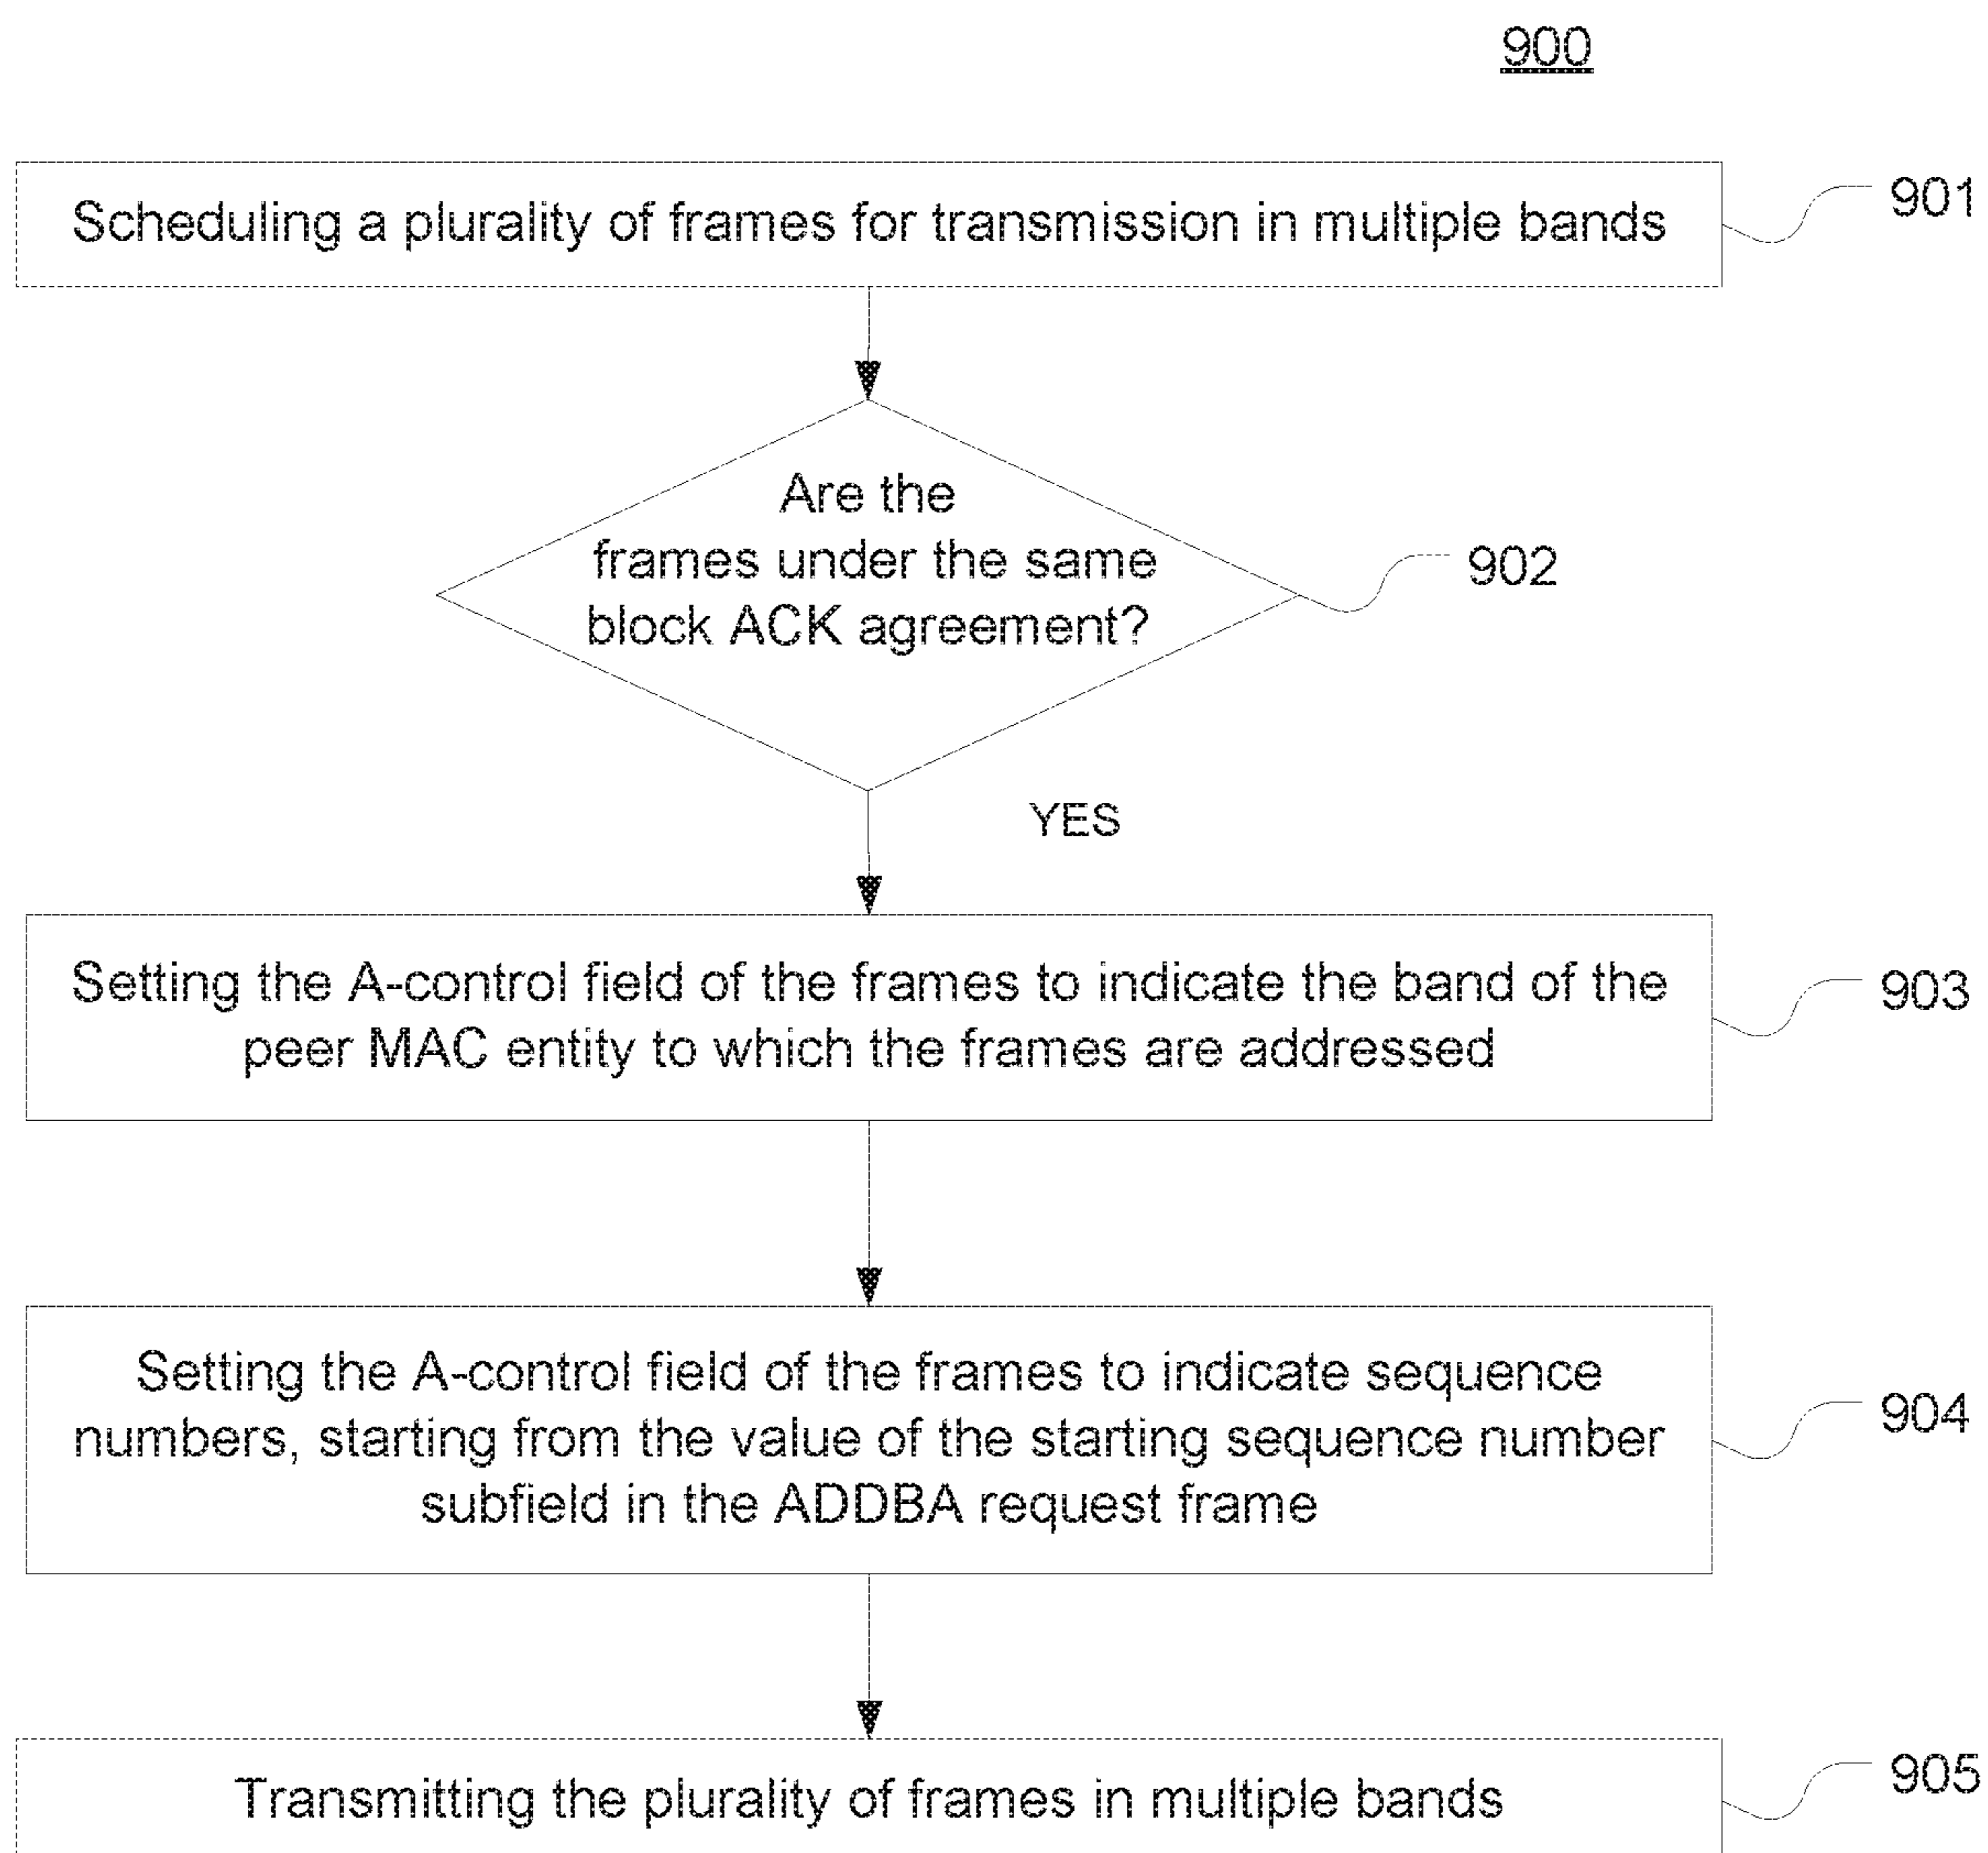 900
Scheduling a plurality of frames for transmission in multiple bands
901
Are the
frames under the same
block ACK agreement?
902
YES
Setting the A-control field of the frames to indicate the band of the
peer MAC entity to which the frames are addressed
903
Setting the A-control field of the frames to indicate sequence
numbers, starting from the value of the starting sequence number
subfield in the ADDBA request frame
904
Transmitting the plurality of frames in multiple bands
905